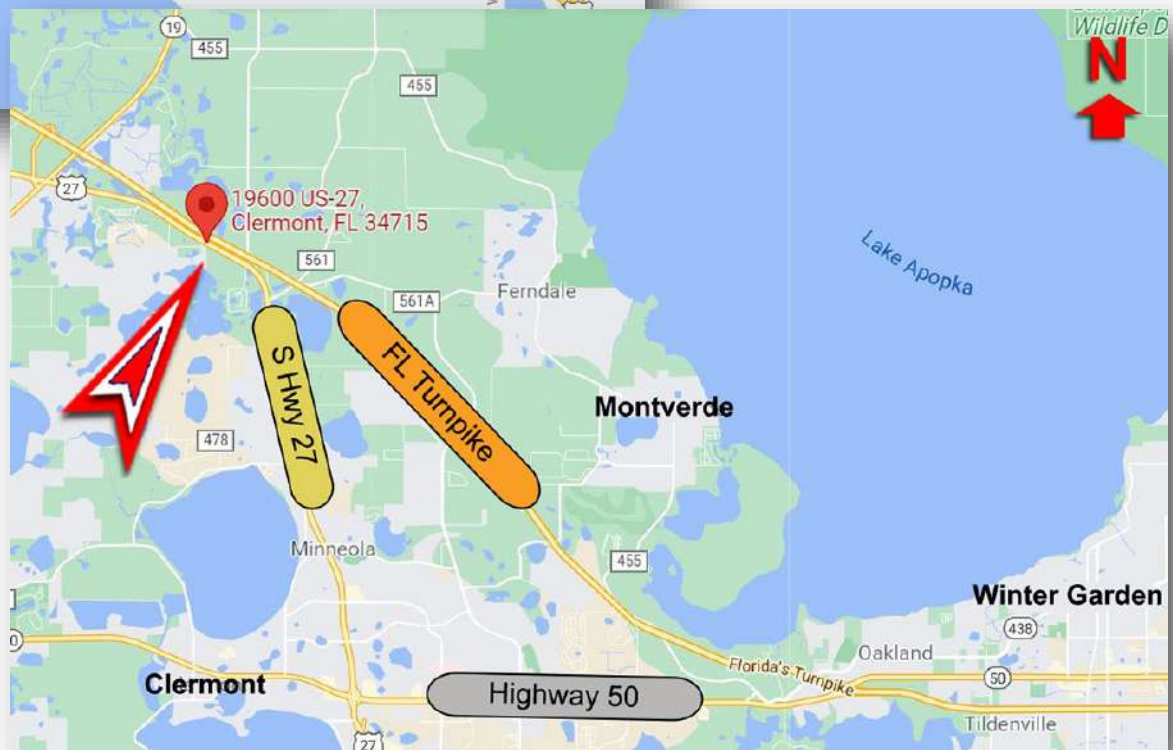 Wildlife D
N
19
455
455
27
19600 US-27,
Clermont, FL 34715
Lake Apopka
561
561A
Ferndale
S Hwy 27
FL Turnpike
Montverde
478
Minneola
455
Winter Garden
438
Oakland
Florida's Turnpike
Clermont
Highway 50
50
Tildenville
27